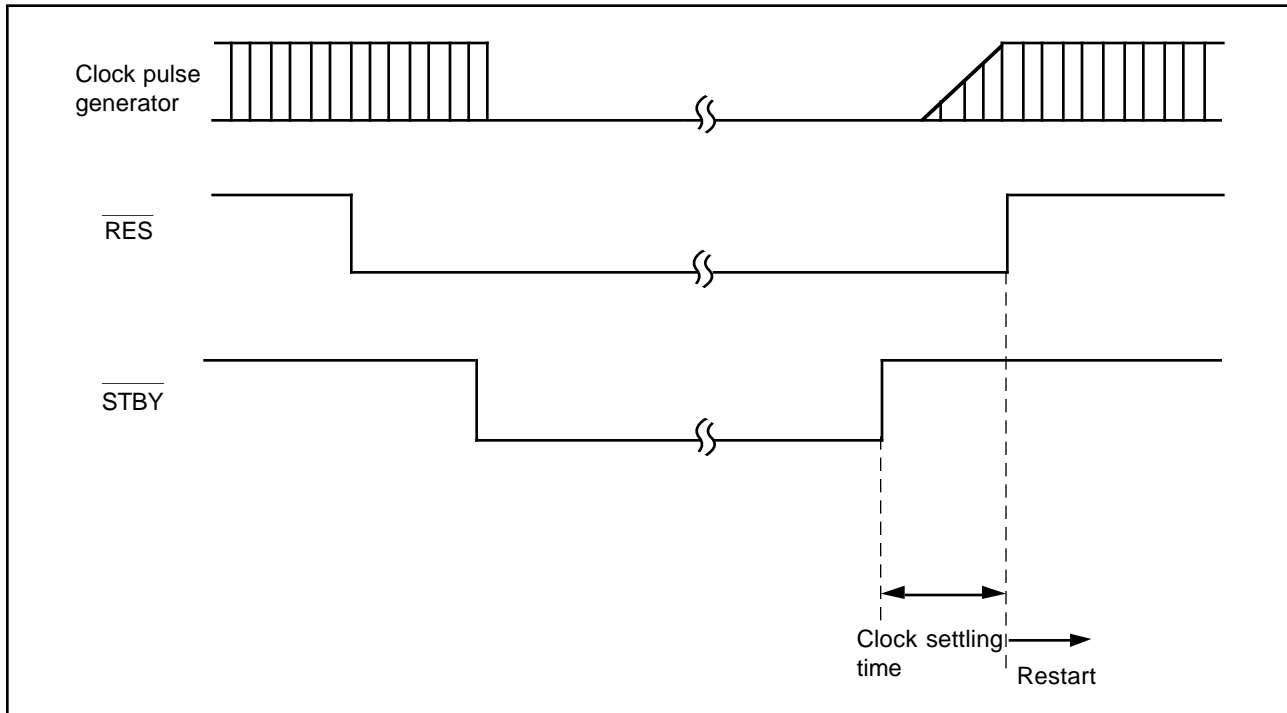 Clock pulse
generator
RES
STBY
Clock settling
time
Restart